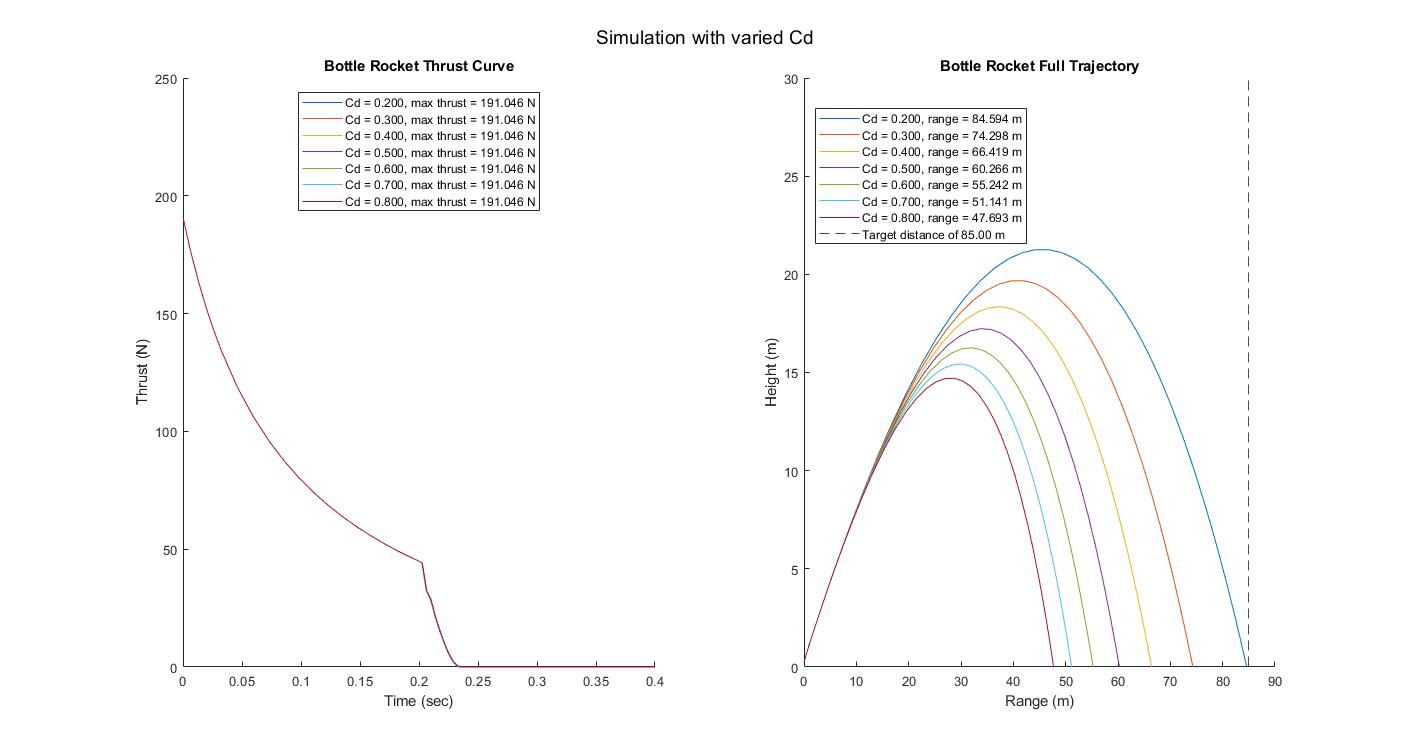 Simulation with varied Cd
Bottle Rocket Thrust Curve
250
200
150
100
50
0
Thrust (N)
Cd = 0.200, max thrust = 191.046 N
Cd = 0.300, max thrust = 191.046 N
Cd = 0.400, max thrust = 191.046 N
Cd = 0.500, max thrust = 191.046 N
Cd = 0.600, max thrust = 191.046 N
Cd = 0.700, max thrust = 191.046 N
Cd = 0.800, max thrust = 191.046 N
0 0.05 0.1 0.15 0.2 0.25 0.3 0.35 0.4
Time (sec)
Bottle Rocket Full Trajectory
30
25
20
15
10
5
0
Height (m)
Cd = 0.200, range = 84.594 m
Cd = 0.300, range = 74.298 m
Cd = 0.400, range = 66.419 m
Cd = 0.500, range = 60.266 m
Cd = 0.600, range = 55.242 m
Cd = 0.700, range = 51.141 m
Cd = 0.800, range = 47.693 m
Target distance of 85.00 m
0 10 20 30 40 50 60 70 80 90
Range (m)